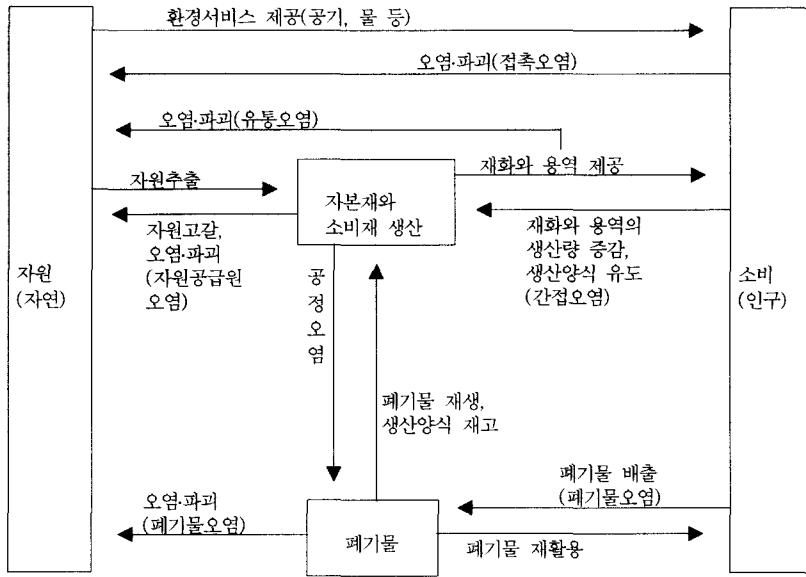 환경서비스 제공(공기, 물 등)
오염·파괴(접촉오염)
오염·파괴(유통오염)
재화와 용역 제공
자원추출
자본재와
소비재 생산
자원고갈,
오염·파괴
(자원공급원
오염)
재화와 용역의
생산량 증감,
생산양식 유도
(간접오염)
자원
(자연)
공
정
오
염
소비
(인구)
폐기물 재생,
생산양식 재고
폐기물 배출
(폐기물오염)
오염·파괴
(폐기물오염)
폐기물
폐기물 재활용